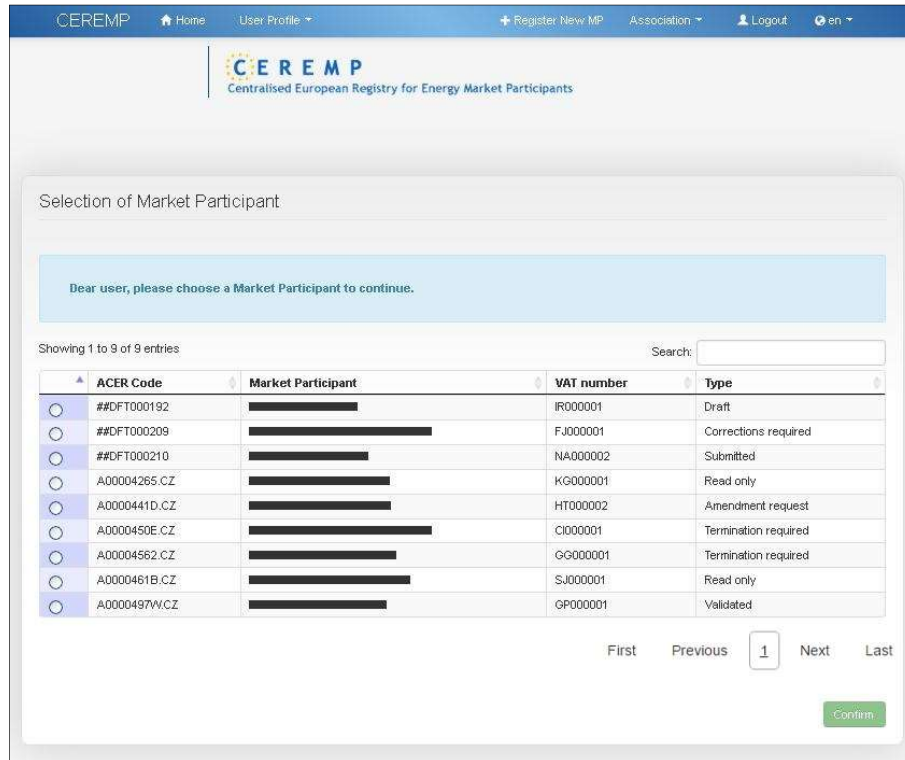 CEREMP Home User Profile Register New MP Association Logout en
CEREMP
Centralised European Registry for Energy Market Participants
Selection of Market Participant
Dear user, please choose a Market Participant to continue.
Showing 1 to 9 of 9 entries Search:
ACER Code Market Participant VAT number Type
##DFT000192 IR000001 Draft
##DFT000209 FJ000001 Corrections required
##DFT000210 NA000002 Submitted
A00004265.CZ KG000001 Read only
A0000441D.CZ HT000002 Amendment request
A0000450E.CZ CI000001 Termination required
A00004562.CZ GG000001 Termination required
A0000461B.CZ SJ000001 Read only
A0000497W.CZ GP000001 Validated
First Previous 1 Next Last
Confirm